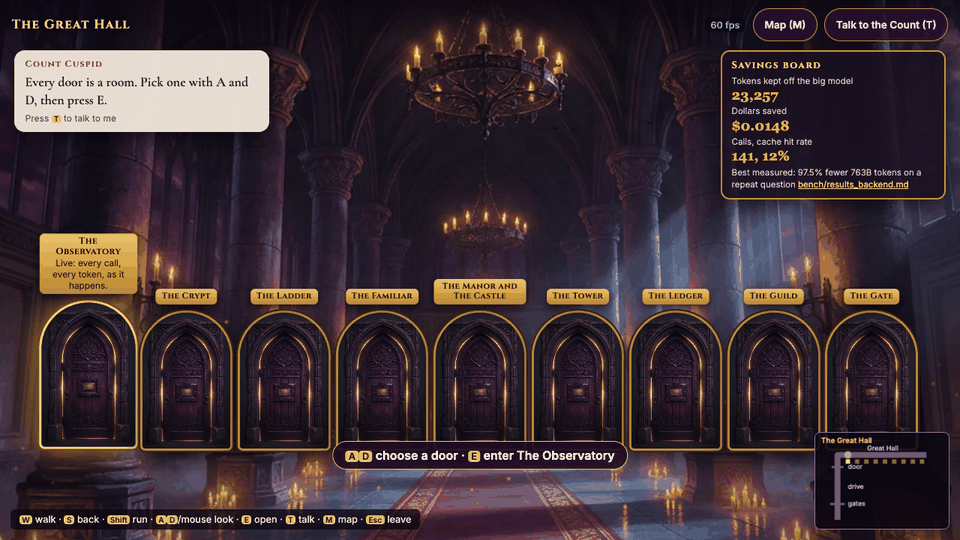 The Great Hall
60 fps
Map (M)
Talk to the Count (T)
Count Cuspid
Every door is a room. Pick one with A and
D, then press E.
Press T to talk to me
Savings board
Tokens kept off the big model
23,257
Dollars saved
$0.0148
Calls, cache hit rate
141, 12%
Best measured: 97.5% fewer 763B tokens on a
repeat question bench/results_backend.md
The
Observatory
Live: every call,
every token, as it
happens.
The Crypt
The Ladder
The Familiar
The Manor and
The Castle
The Tower
The Ledger
The Guild
The Gate
A D choose a door · E enter The Observatory
The Great Hall
Great Hall
door
drive
gates
W walk · S back · Shift run · A D/mouse look · E open · T talk · M map · Esc leave